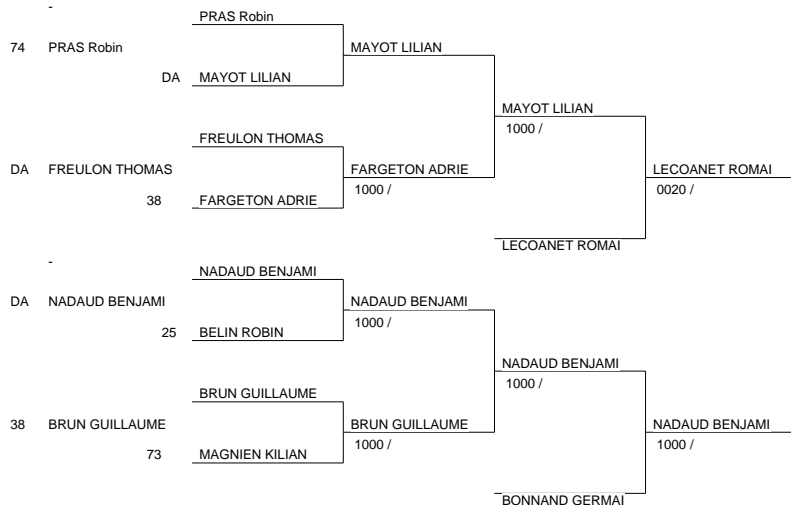 -
PRAS Robin
74 PRAS Robin MAYOT LILIAN
DA MAYOT LILIAN
MAYOT LILIAN
1000 /
FREULON THOMAS
DA FREULON THOMAS FARGETON ADRIE LECOANET ROMAI
1000 / 0020 /
38 FARGETON ADRIE
LECOANET ROMAI
-
NADAUD BENJAMI
DA NADAUD BENJAMI NADAUD BENJAMI
1000 /
25 BELIN ROBIN
NADAUD BENJAMI
1000 /
BRUN GUILLAUME
38 BRUN GUILLAUME BRUN GUILLAUME NADAUD BENJAMI
1000 / 1000 /
73 MAGNIEN KILIAN
BONNAND GERMAI